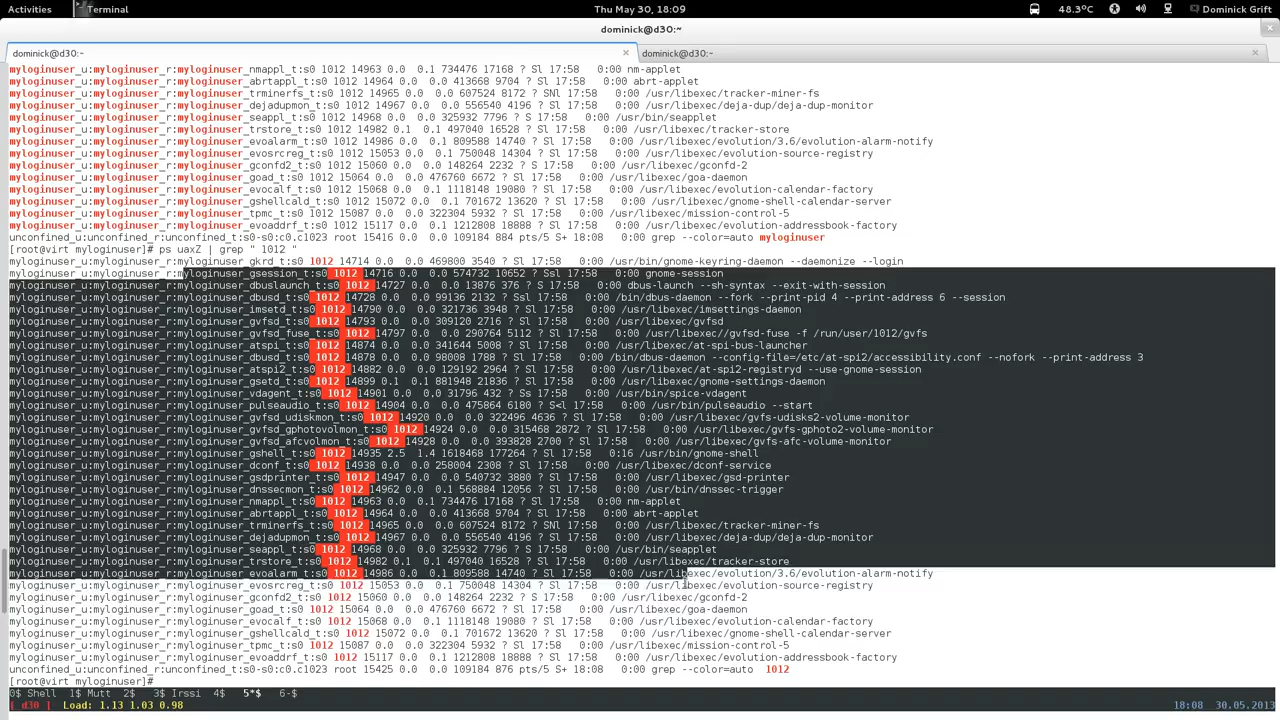 Activities Terminal Thu May 30, 18:09 48.3°C Dominick Grift
dominick@d30:~
dominick@d30:~ × dominick@d30:~ ×
myloginuser_u:myloginuser_r:myloginuser_nmappl_t:s0 1012 14963 0.0  0.1 734476 17168 ? Sl 17:58   0:00 nm-applet
myloginuser_u:myloginuser_r:myloginuser_abrtappl_t:s0 1012 14964 0.0  0.0 413668 9704 ? Sl 17:58   0:00 abrt-applet
myloginuser_u:myloginuser_r:myloginuser_trminerfs_t:s0 1012 14965 0.0  0.0 607524 8172 ? SNl 17:58   0:00 /usr/libexec/tracker-miner-fs
myloginuser_u:myloginuser_r:myloginuser_dejadupmon_t:s0 1012 14967 0.0  0.0 556540 4196 ? Sl 17:58   0:00 /usr/libexec/deja-dup/deja-dup-monitor
myloginuser_u:myloginuser_r:myloginuser_seappl_t:s0 1012 14968 0.0  0.0 325932 7796 ? Sl 17:58   0:00 /usr/bin/seapplet
myloginuser_u:myloginuser_r:myloginuser_trstore_t:s0 1012 14982 0.1  0.1 497040 16528 ? Sl 17:58   0:00 /usr/libexec/tracker-store
myloginuser_u:myloginuser_r:myloginuser_evoalarm_t:s0 1012 14986 0.0  0.1 809588 14740 ? Sl 17:58   0:00 /usr/libexec/evolution/3.6/evolution-alarm-notify
myloginuser_u:myloginuser_r:myloginuser_evosrcreg_t:s0 1012 15053 0.0  0.1 750048 14304 ? Sl 17:58   0:00 /usr/libexec/evolution-source-registry
myloginuser_u:myloginuser_r:myloginuser_gconfd2_t:s0 1012 15060 0.0  0.0 148264 2232 ? S 17:58   0:00 /usr/libexec/gconfd-2
myloginuser_u:myloginuser_r:myloginuser_goad_t:s0 1012 15064 0.0  0.0 476760 6672 ? Sl 17:58   0:00 /usr/libexec/goa-daemon
myloginuser_u:myloginuser_r:myloginuser_evocalf_t:s0 1012 15068 0.0  0.1 1118148 19080 ? Sl 17:58   0:00 /usr/libexec/evolution-calendar-factory
myloginuser_u:myloginuser_r:myloginuser_gshellcald_t:s0 1012 15072 0.0  0.1 701672 13620 ? Sl 17:58   0:00 /usr/libexec/gnome-shell-calendar-server
myloginuser_u:myloginuser_r:myloginuser_tpmc_t:s0 1012 15087 0.0  0.0 322304 5932 ? Sl 17:58   0:00 /usr/libexec/mission-control-5
myloginuser_u:myloginuser_r:myloginuser_evoaddrf_t:s0 1012 15117 0.0  0.1 1212808 18888 ? Sl 17:58   0:00 /usr/libexec/evolution-addressbook-factory
unconfined_u:unconfined_r:unconfined_t:s0-s0:c0.c1023 root 15416 0.0  0.0 109184 884 pts/5 S+ 18:08   0:00 grep --color=auto myloginuser
[root@virt myloginuser]# ps uaxZ | grep " 1012 "
myloginuser_u:myloginuser_r:myloginuser_gkrd_t:s0 1012 14714 0.0  0.0 469800 3540 ? Sl 17:58   0:00 /usr/bin/gnome-keyring-daemon --daemonize --login
myloginuser_u:myloginuser_r:myloginuser_gsession_t:s0 1012 14716 0.0  0.0 574732 10652 ? Ssl 17:58   0:00 gnome-session
myloginuser_u:myloginuser_r:myloginuser_dbuslaunch_t:s0 1012 14727 0.0  0.0 13876 376 ? S 17:58   0:00 dbus-launch --sh-syntax --exit-with-session
myloginuser_u:myloginuser_r:myloginuser_dbusd_t:s0 1012 14728 0.0  0.0 99136 2132 ? Ssl 17:58   0:00 /bin/dbus-daemon --fork --print-pid 4 --print-address 6 --session
myloginuser_u:myloginuser_r:myloginuser_imsetd_t:s0 1012 14790 0.0  0.0 321736 3948 ? Sl 17:58   0:00 /usr/libexec/imsettings-daemon
myloginuser_u:myloginuser_r:myloginuser_gvfsd_t:s0 1012 14793 0.0  0.0 309120 2716 ? Sl 17:58   0:00 /usr/libexec/gvfsd
myloginuser_u:myloginuser_r:myloginuser_gvfsd_fuse_t:s0 1012 14797 0.0  0.0 290764 5112 ? Sl 17:58   0:00 /usr/libexec//gvfsd-fuse -f /run/user/1012/gvfs
myloginuser_u:myloginuser_r:myloginuser_atspi_t:s0 1012 14874 0.0  0.0 341644 5008 ? Sl 17:58   0:00 /usr/libexec/at-spi-bus-launcher
myloginuser_u:myloginuser_r:myloginuser_dbusd_t:s0 1012 14878 0.0  0.0 98008 1788 ? Sl 17:58   0:00 /bin/dbus-daemon --config-file=/etc/at-spi2/accessibility.conf --nofork --print-address 3
myloginuser_u:myloginuser_r:myloginuser_atspi2_t:s0 1012 14882 0.0  0.0 129192 2964 ? Sl 17:58   0:00 /usr/libexec/at-spi2-registryd --use-gnome-session
myloginuser_u:myloginuser_r:myloginuser_gsetd_t:s0 1012 14899 0.1  0.1 881948 21836 ? Sl 17:58   0:00 /usr/libexec/gnome-settings-daemon
myloginuser_u:myloginuser_r:myloginuser_vdagent_t:s0 1012 14901 0.0  0.0 31796 432 ? Ss 17:58   0:00 /usr/bin/spice-vdagent
myloginuser_u:myloginuser_r:myloginuser_pulseaudio_t:s0 1012 14904 0.0  0.0 475864 6180 ? S<l 17:58   0:00 /usr/bin/pulseaudio --start
myloginuser_u:myloginuser_r:myloginuser_gvfsd_udiskmon_t:s0 1012 14920 0.0  0.0 322496 4636 ? Sl 17:58   0:00 /usr/libexec/gvfs-udisks2-volume-monitor
myloginuser_u:myloginuser_r:myloginuser_gvfsd_gphotovolmon_t:s0 1012 14924 0.0  0.0 315468 2872 ? Sl 17:58   0:00 /usr/libexec/gvfs-gphoto2-volume-monitor
myloginuser_u:myloginuser_r:myloginuser_gvfsd_afcvolmon_t:s0 1012 14928 0.0  0.0 393828 2700 ? Sl 17:58   0:00 /usr/libexec/gvfs-afc-volume-monitor
myloginuser_u:myloginuser_r:myloginuser_gshell_t:s0 1012 14935 2.5  1.4 1618468 177264 ? Sl 17:58   0:16 /usr/bin/gnome-shell
myloginuser_u:myloginuser_r:myloginuser_dconf_t:s0 1012 14938 0.0  0.0 258004 2308 ? Sl 17:58   0:00 /usr/libexec/dconf-service
myloginuser_u:myloginuser_r:myloginuser_gsdprinter_t:s0 1012 14947 0.0  0.0 540732 3880 ? Sl 17:58   0:00 /usr/libexec/gsd-printer
myloginuser_u:myloginuser_r:myloginuser_dnssecmon_t:s0 1012 14962 0.0  0.1 568884 12056 ? Sl 17:58   0:00 /usr/bin/dnssec-trigger
myloginuser_u:myloginuser_r:myloginuser_nmappl_t:s0 1012 14963 0.0  0.1 734476 17168 ? Sl 17:58   0:00 nm-applet
myloginuser_u:myloginuser_r:myloginuser_abrtappl_t:s0 1012 14964 0.0  0.0 413668 9704 ? Sl 17:58   0:00 abrt-applet
myloginuser_u:myloginuser_r:myloginuser_trminerfs_t:s0 1012 14965 0.0  0.0 607524 8172 ? SNl 17:58   0:00 /usr/libexec/tracker-miner-fs
myloginuser_u:myloginuser_r:myloginuser_dejadupmon_t:s0 1012 14967 0.0  0.0 556540 4196 ? Sl 17:58   0:00 /usr/libexec/deja-dup/deja-dup-monitor
myloginuser_u:myloginuser_r:myloginuser_seappl_t:s0 1012 14968 0.0  0.0 325932 7796 ? Sl 17:58   0:00 /usr/bin/seapplet
myloginuser_u:myloginuser_r:myloginuser_trstore_t:s0 1012 14982 0.1  0.1 497040 16528 ? Sl 17:58   0:00 /usr/libexec/tracker-store
myloginuser_u:myloginuser_r:myloginuser_evoalarm_t:s0 1012 14986 0.0  0.1 809588 14740 ? Sl 17:58   0:00 /usr/libexec/evolution/3.6/evolution-alarm-notify
myloginuser_u:myloginuser_r:myloginuser_evosrcreg_t:s0 1012 15053 0.0  0.1 750048 14304 ? Sl 17:58   0:00 /usr/libexec/evolution-source-registry
myloginuser_u:myloginuser_r:myloginuser_gconfd2_t:s0 1012 15060 0.0  0.0 148264 2232 ? S 17:58   0:00 /usr/libexec/gconfd-2
myloginuser_u:myloginuser_r:myloginuser_goad_t:s0 1012 15064 0.0  0.0 476760 6672 ? Sl 17:58   0:00 /usr/libexec/goa-daemon
myloginuser_u:myloginuser_r:myloginuser_evocalf_t:s0 1012 15068 0.0  0.1 1118148 19080 ? Sl 17:58   0:00 /usr/libexec/evolution-calendar-factory
myloginuser_u:myloginuser_r:myloginuser_gshellcald_t:s0 1012 15072 0.0  0.1 701672 13620 ? Sl 17:58   0:00 /usr/libexec/gnome-shell-calendar-server
myloginuser_u:myloginuser_r:myloginuser_tpmc_t:s0 1012 15087 0.0  0.0 322304 5932 ? Sl 17:58   0:00 /usr/libexec/mission-control-5
myloginuser_u:myloginuser_r:myloginuser_evoaddrf_t:s0 1012 15117 0.0  0.1 1212808 18888 ? Sl 17:58   0:00 /usr/libexec/evolution-addressbook-factory
unconfined_u:unconfined_r:unconfined_t:s0-s0:c0.c1023 root 15425 0.0  0.0 109184 876 pts/5 S+ 18:08   0:00 grep --color=auto  1012
[root@virt myloginuser]#
0$ Shell  1$ Mutt  2$  3$ Irssi  4$  5*$  6-$
[ d30 ]  Load: 1.13 1.03 0.98 18:08  30.05.2013